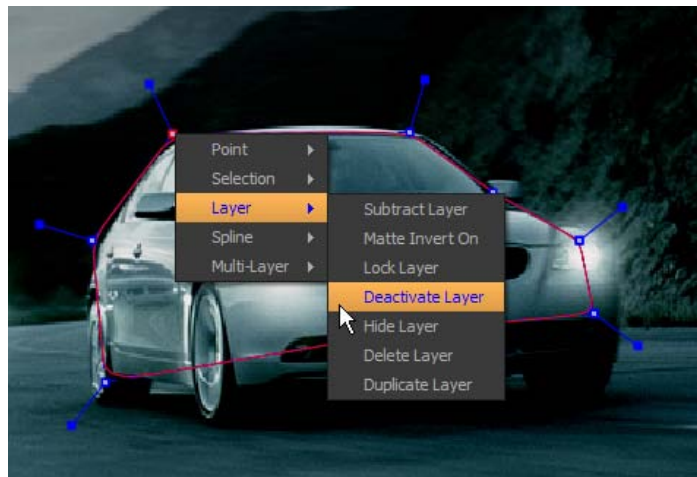 Point
Selection
Layer
Spline
Multi-Layer
Subtract Layer
Matte Invert On
Lock Layer
Deactivate Layer
Hide Layer
Delete Layer
Duplicate Layer